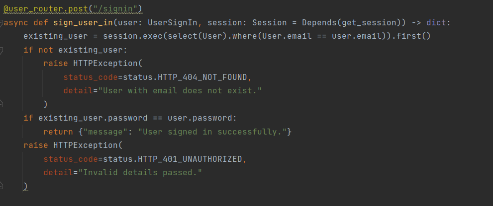 @user_router.post("/signin")
async def sign_user_in(user: UserSignIn, session: Session = Depends(get_session)) -> dict:
    existing_user = session.exec(select(User).where(User.email == user.email)).first()
    if not existing_user:
        raise HTTPException(
            status_code=status.HTTP_404_NOT_FOUND,
            detail="User with email does not exist."
        )
    if existing_user.password == user.password:
        return {"message": "User signed in successfully."}
    raise HTTPException(
        status_code=status.HTTP_401_UNAUTHORIZED,
        detail="Invalid details passed."
    )